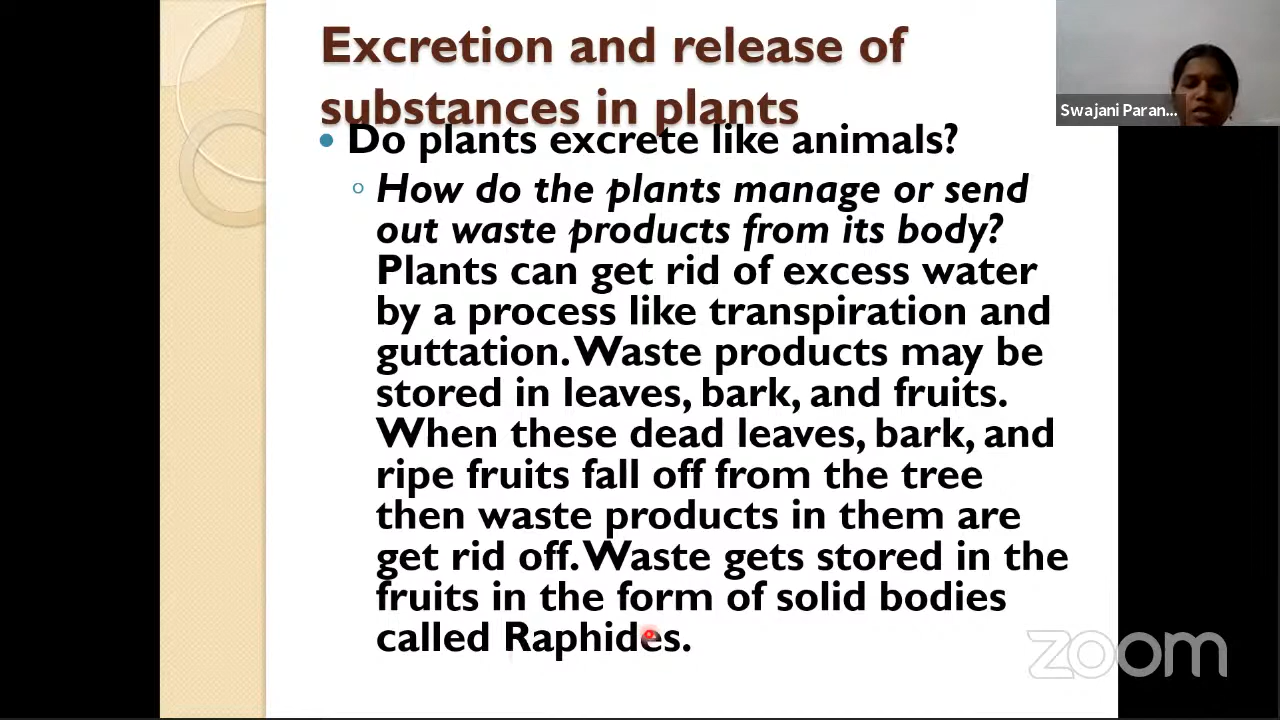 Excretion and release of
substances in plants
Do plants excrete like animals?
How do the plants manage or send
out waste products from its body?
Plants can get rid of excess water
by a process like transpiration and
guttation. Waste products may be
stored in leaves, bark, and fruits.
When these dead leaves, bark, and
ripe fruits fall off from the tree
then waste products in them are
get rid off. Waste gets stored in the
fruits in the form of solid bodies
called Raphides.
Swajani Paran...
zoom